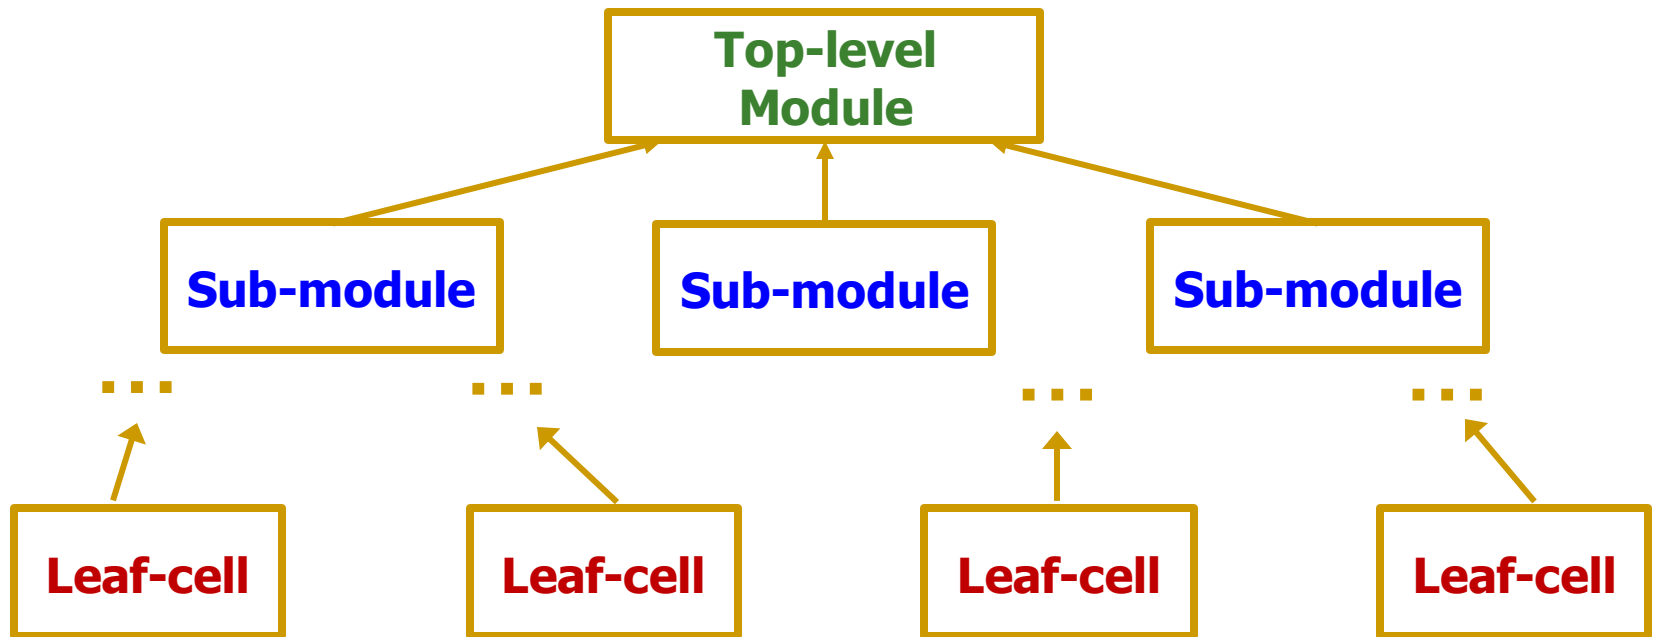 Top-level
Module
Sub-module
Sub-module
Sub-module
...
...
...
...
Leaf-cell
Leaf-cell
Leaf-cell
Leaf-cell